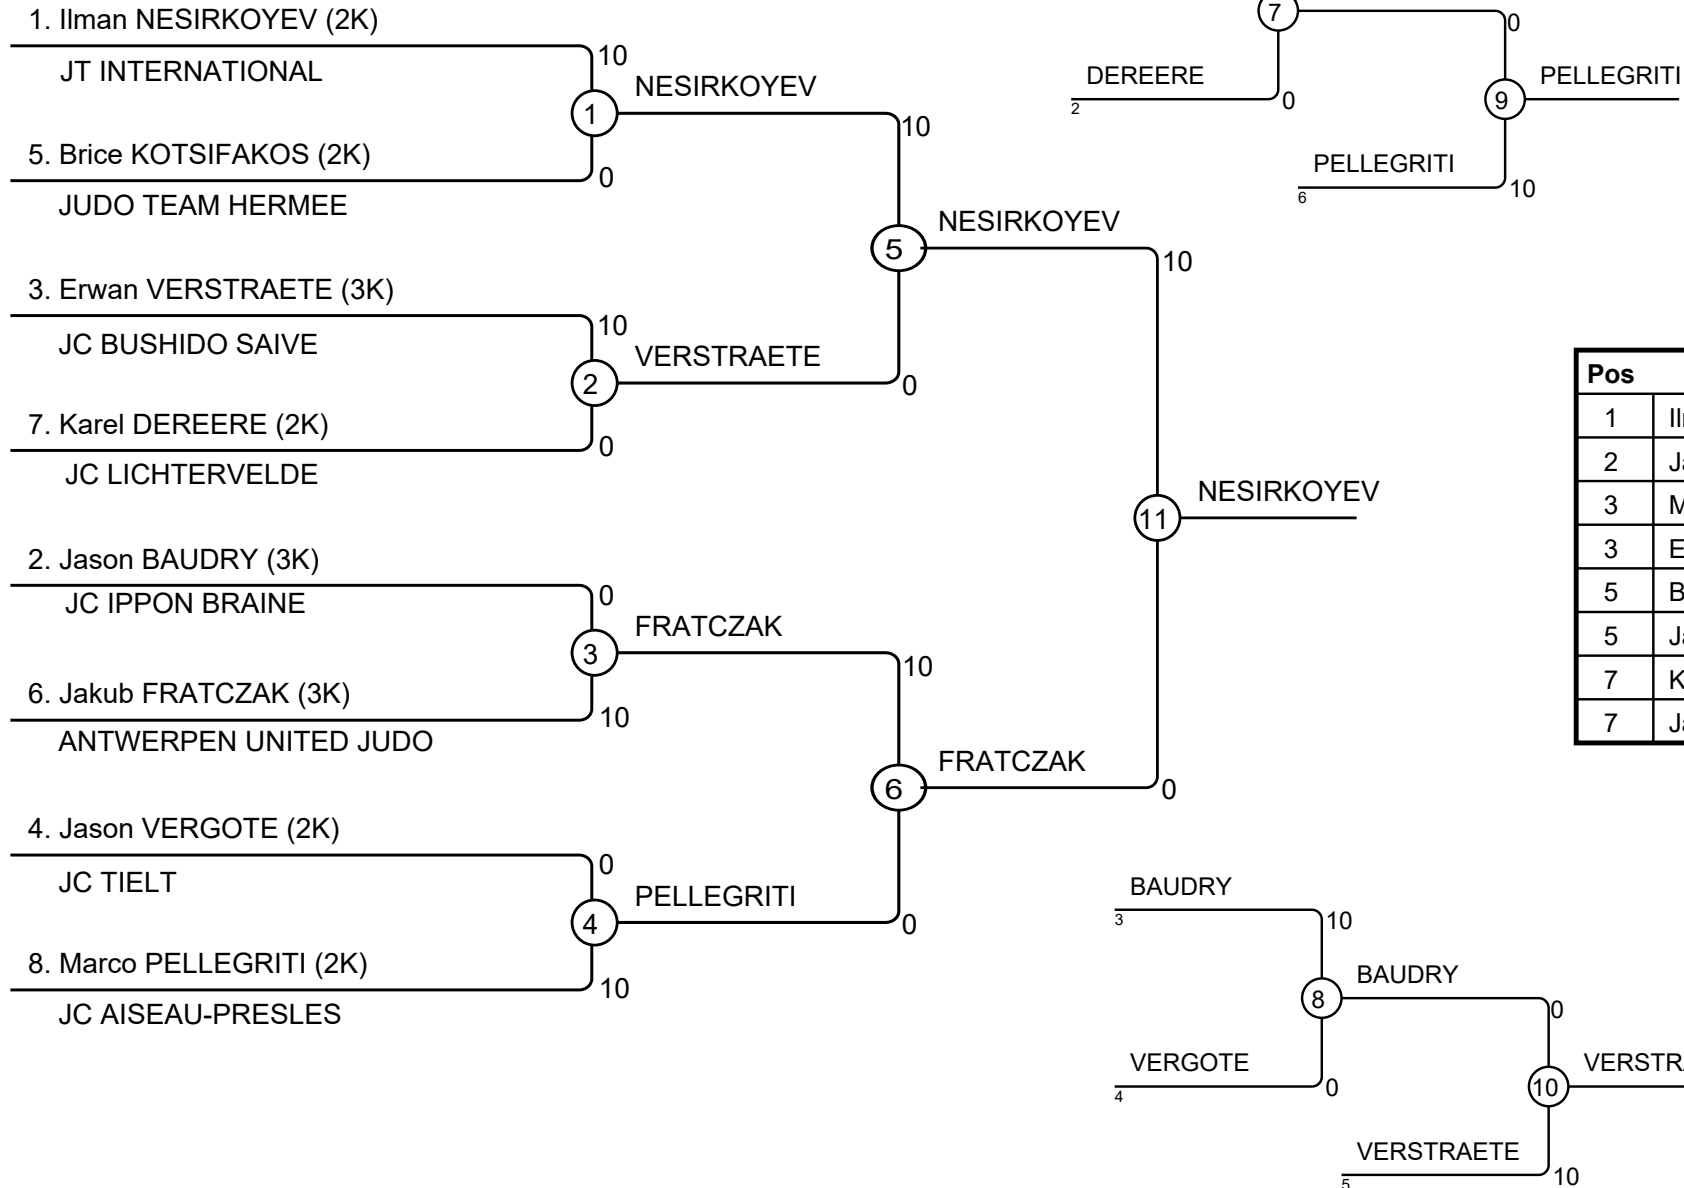 1. Ilman NESIRKOYEV (2K)
10
JT INTERNATIONAL
NESIRKOYEV
1
10
5. Brice KOTSIFAKOS (2K)
0
JUDO TEAM HERMEE
NESIRKOYEV
5
10
3. Erwan VERSTRAETE (3K)
10
JC BUSHIDO SAIVE
VERSTRAETE
2
0
7. Karel DEREERE (2K)
0
JC LICHTERVELDE
NESIRKOYEV
11
2. Jason BAUDRY (3K)
0
JC IPPON BRAINE
FRATCZAK
3
10
6. Jakub FRATCZAK (3K)
10
ANTWERPEN UNITED JUDO
FRATCZAK
6
0
4. Jason VERGOTE (2K)
0
JC TIELT
PELLEGRITI
4
0
8. Marco PELLEGRITI (2K)
10
JC AISEAU-PRESLES
7
0
DEREERE
2
0
PELLEGRITI
9
PELLEGRITI
6
10
Pos
1
2
3
3
5
5
7
7
BAUDRY
3
10
BAUDRY
8
0
VERGOTE
4
0
10
VERSTRAETE
5
10